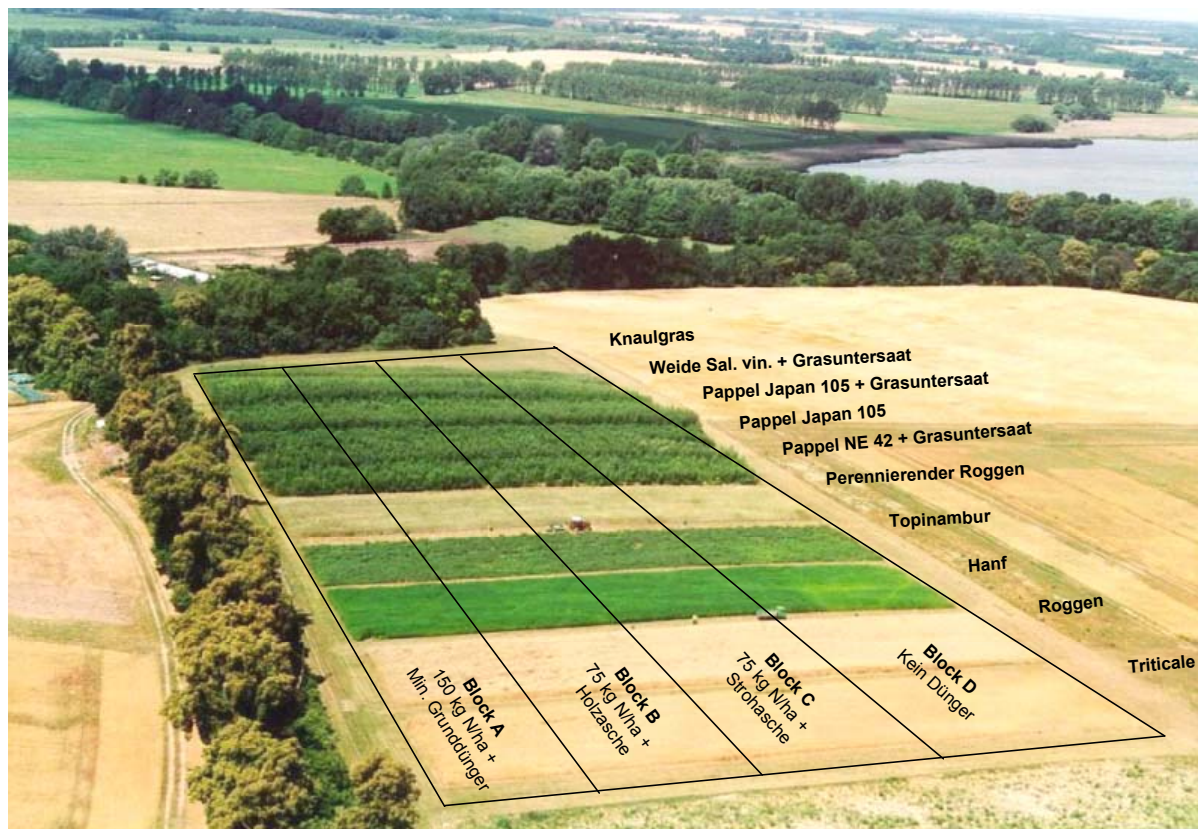 Knaulgras
Weide Sal. vin. + Grasuntersaat
Pappel Japan 105 + Grasuntersaat
Pappel Japan 105
Pappel NE 42 + Grasuntersaat
Perennierender Roggen
Topinambur
Hanf
Roggen
Triticale
Block A
150 kg N/ha +
Min. Grunddünger
Block B
75 kg N/ha +
Holzasche
Block C
75 kg N/ha +
Strohasche
Block D
Kein Dünger